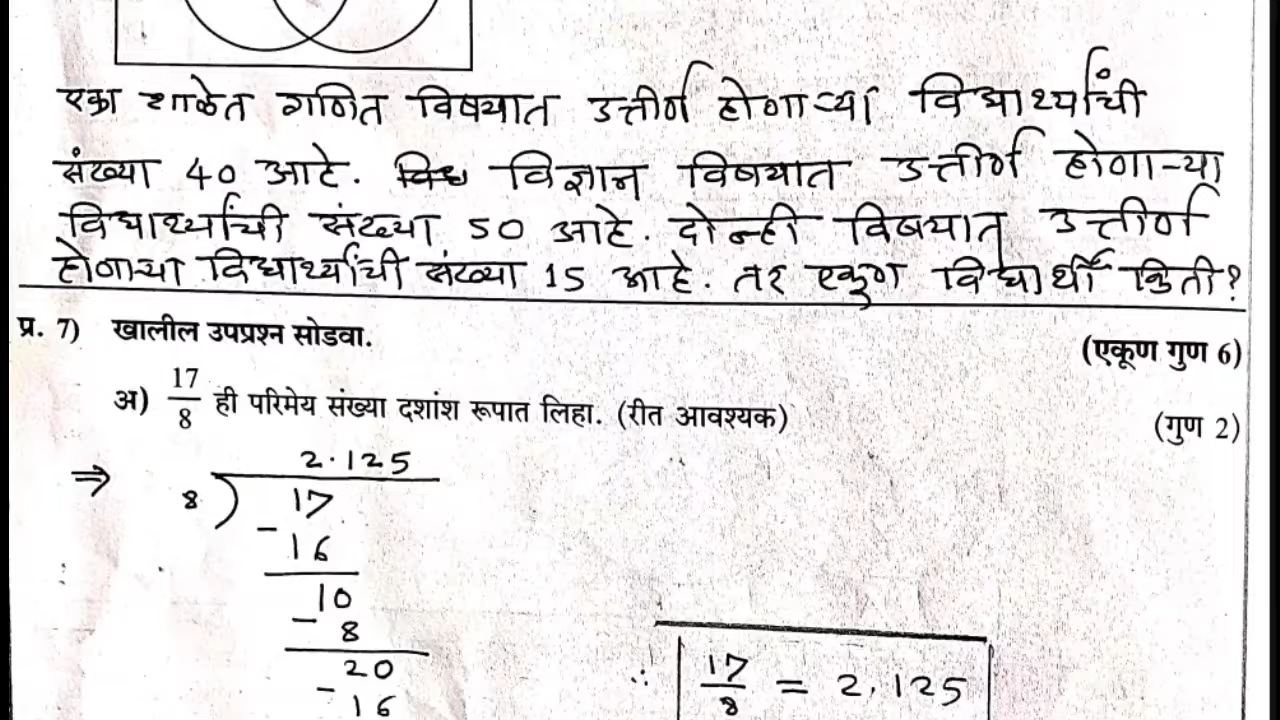 एका शाळेत गणित विषयात उत्तीर्ण होणाऱ्या विद्यार्थ्यांची
संख्या 40 आहे. विज्ञान विषयात उत्तीर्ण होणाऱ्या
विद्यार्थ्यांची संख्या 50 आहे. दोन्ही विषयात उत्तीर्ण
होणाऱ्या विद्यार्थ्यांची संख्या 15 आहे. तर एकुण विद्यार्थी किती?
प्र. 7) खालील उपप्रश्न सोडवा. (एकूण गुण 6)
अ) 17/8 ही परिमेय संख्या दशांश रूपात लिहा. (रीत आवश्यक) (गुण 2)
⇒ 2.125
8 ) 17
- 16
10
- 8
20
- 16
∴ 17/8 = 2.125